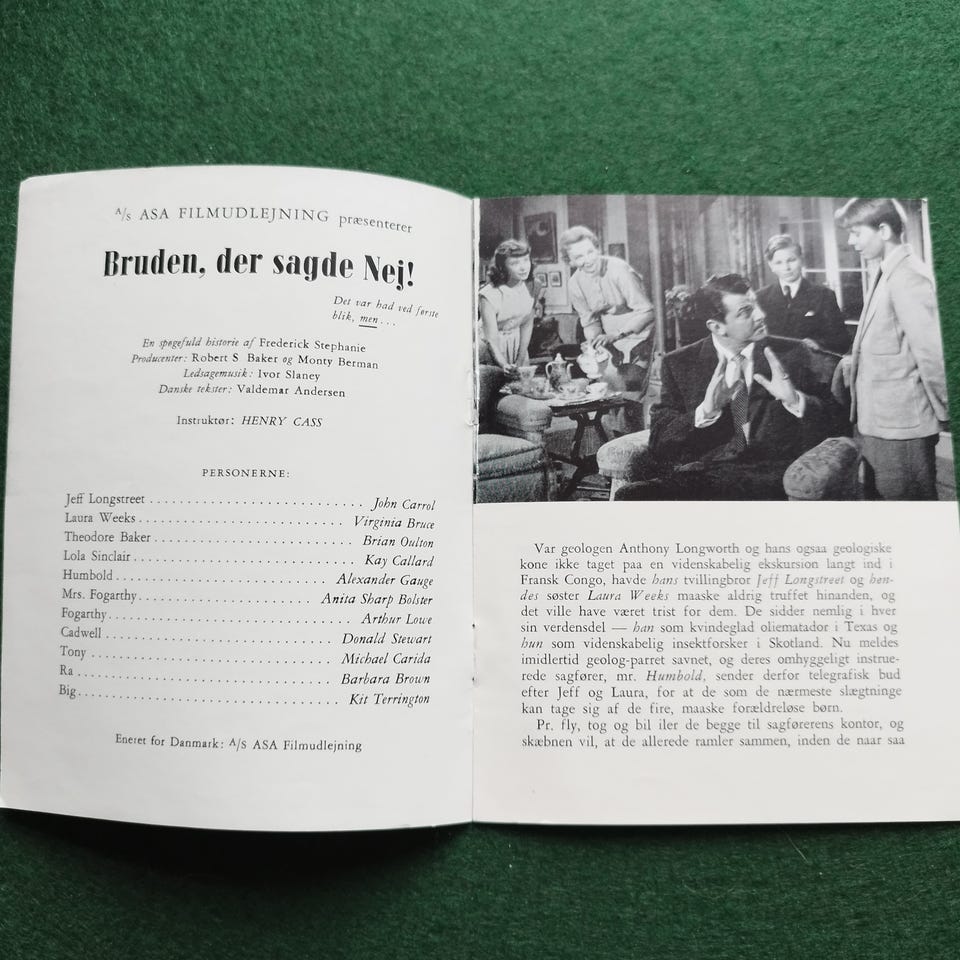 A/s ASA FILMUDLEJNING præsenterer
Bruden, der sagde Nej!
Det var had ved første
blik, men...
En spøgefuld historie af Frederick Stephanie
Producenter: Robert S Baker og Monty Berman
Ledsagemusik: Ivor Slaney
Danske tekster: Valdemar Andersen
Instruktør: HENRY CASS
PERSONERNE:
Jeff Longstreet . . . . . . . . . . . . . . . . . . . . . . . . . John Carrol
Laura Weeks . . . . . . . . . . . . . . . . . . . . . . . . Virginia Bruce
Theodore Baker . . . . . . . . . . . . . . . . . . . . . . Brian Oulton
Lola Sinclair . . . . . . . . . . . . . . . . . . . . . . . . . Kay Callard
Humbold . . . . . . . . . . . . . . . . . . . . . . . . Alexander Gauge
Mrs. Fogarthy . . . . . . . . . . . . . . . . . . . . Anita Sharp Bolster
Fogarthy . . . . . . . . . . . . . . . . . . . . . . . . . . . Arthur Lowe
Cadwell . . . . . . . . . . . . . . . . . . . . . . . . . Donald Stewart
Tony . . . . . . . . . . . . . . . . . . . . . . . . . . . Michael Carida
Ra . . . . . . . . . . . . . . . . . . . . . . . . . . . . Barbara Brown
Big . . . . . . . . . . . . . . . . . . . . . . . . . . . . Kit Terrington
Eneret for Danmark: A/s ASA Filmudlejning
Var geologen Anthony Longworth og hans ogsaa geologiske
kone ikke taget paa en videnskabelig ekskursion langt ind i
Fransk Congo, havde hans tvillingbror Jeff Longstreet og hen-
des søster Laura Weeks maaske aldrig truffet hinanden, og
det ville have været trist for dem. De sidder nemlig i hver
sin verdensdel — han som kvindeglad oliematador i Texas og
hun som videnskabelig insektforsker i Skotland. Nu meldes
imidlertid geolog-parret savnet, og deres omhyggeligt instrue-
rede sagfører, mr. Humbold, sender derfor telegrafisk bud
efter Jeff og Laura, for at de som de nærmeste slægtninge
kan tage sig af de fire, maaske forældreløse børn.
Pr. fly, tog og bil iler de begge til sagførerens kontor, og
skæbnen vil, at de allerede ramler sammen, inden de naar saa